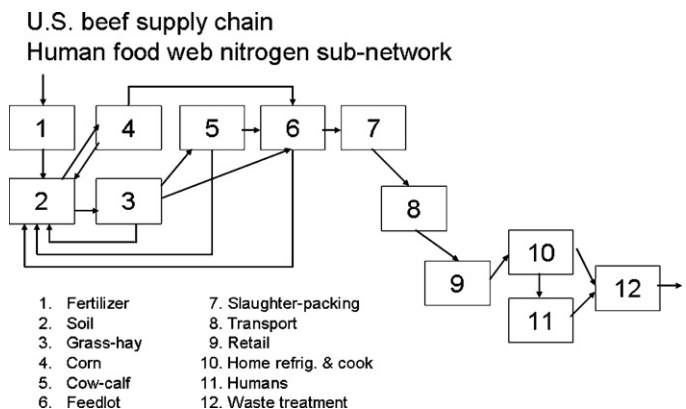 U.S. beef supply chain
Human food web nitrogen sub-network
1
4
5
6
7
2
3
8
9
10
11
12
1. Fertilizer
2. Soil
3. Grass-hay
4. Corn
5. Cow-calf
6. Feedlot
7. Slaughter-packing
8. Transport
9. Retail
10. Home refrig. & cook
11. Humans
12. Waste treatment